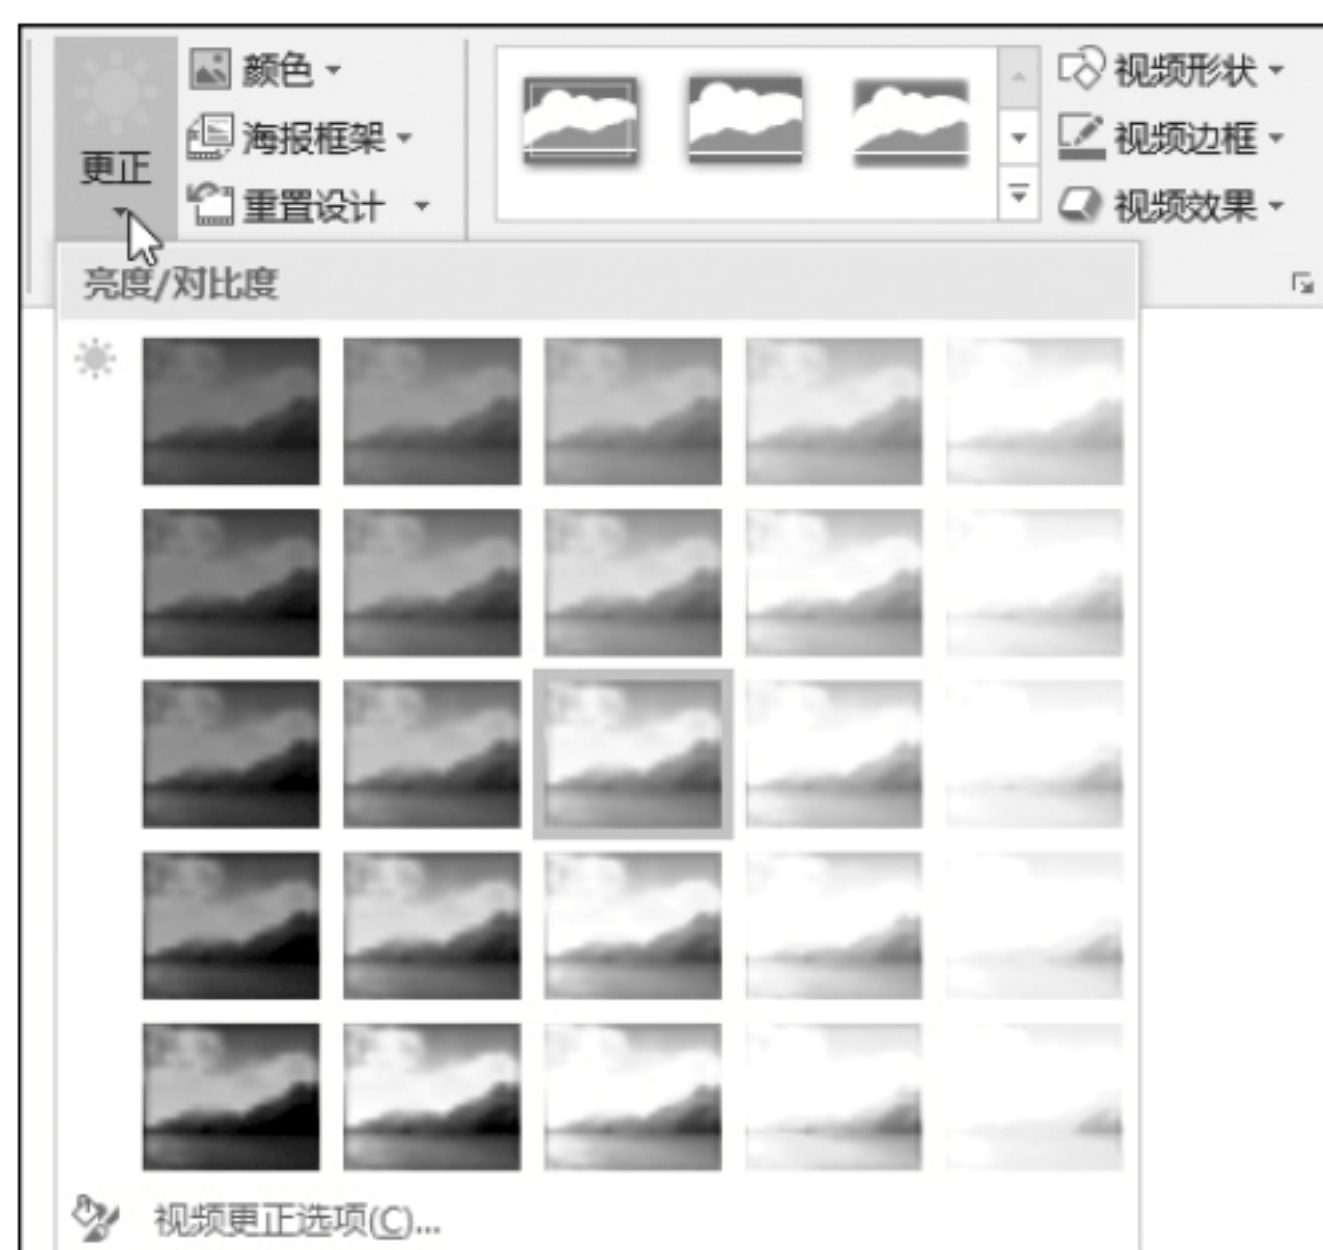 更正
颜色
海报框架
重置设计
视频形状
视频边框
视频效果
亮度/对比度
视频更正选项(C)...